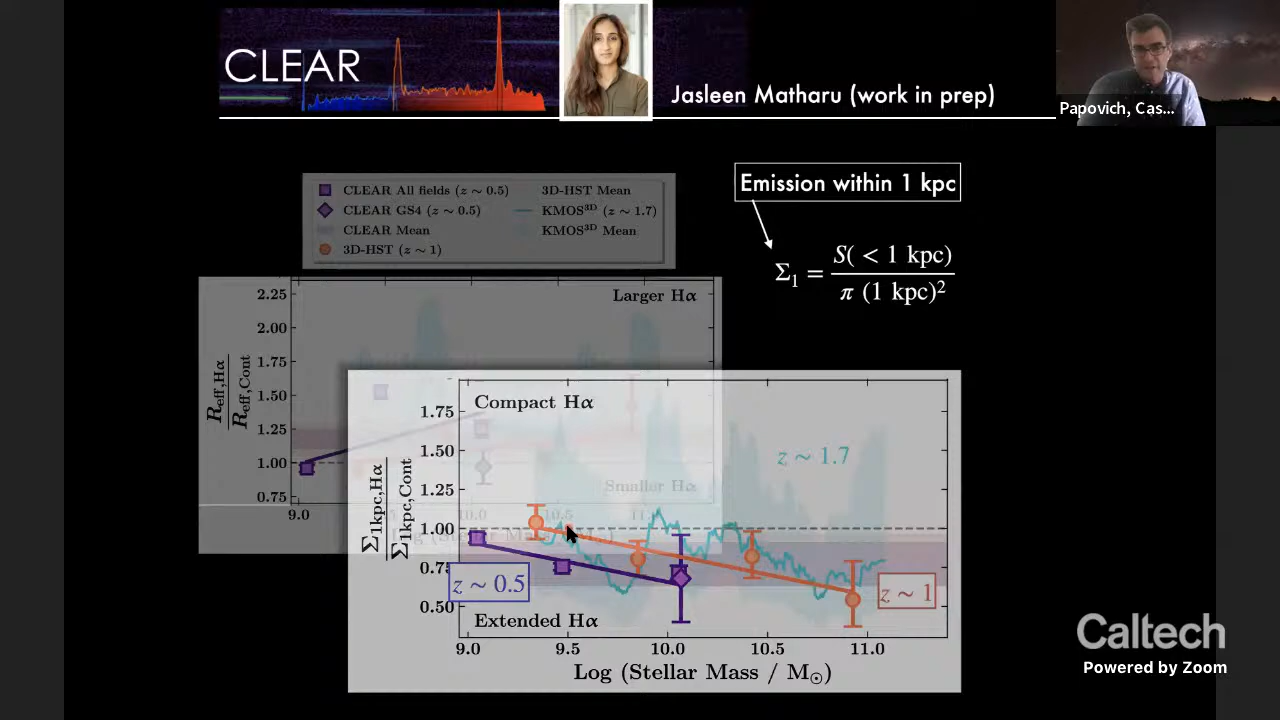 CLEAR
Jasleen Matharu (work in prep)
Papovich, Cas...
Emission within 1 kpc
Σ₁ = S( < 1 kpc) / π (1 kpc)²
CLEAR All fields (z ∼ 0.5)
CLEAR GS4 (z ∼ 0.5)
CLEAR Mean
3D-HST (z ∼ 1)
3D-HST Mean
KMOS³ᴰ (z ∼ 1.7)
KMOS³ᴰ Mean
Larger Hα
R_eff,Hα / R_eff,Cont
2.25
2.00
1.75
1.50
1.25
1.00
0.75
Smaller Hα
9.0
10.0
10.5
Compact Hα
Σ_1kpc,Hα / Σ_1kpc,Cont
1.75
1.50
1.25
1.00
0.50
z ∼ 1.7
z ∼ 0.5
z ∼ 1
Extended Hα
9.0 9.5 10.0 10.5 11.0
Log (Stellar Mass / M⊙)
Caltech
Powered by Zoom